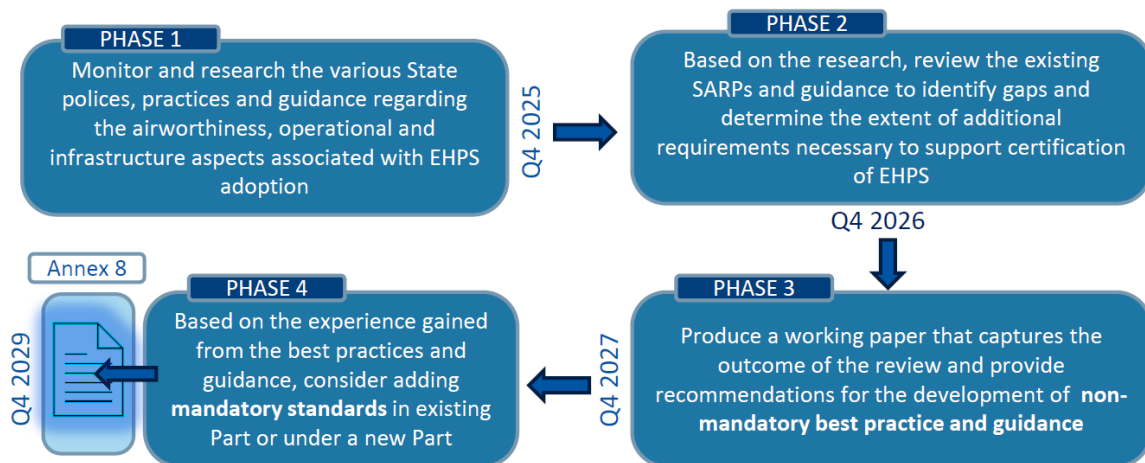 PHASE 1
Monitor and research the various State
polices, practices and guidance regarding
the airworthiness, operational and
infrastructure aspects associated with EHPS
adoption
Q4 2025
PHASE 2
Based on the research, review the existing
SARPs and guidance to identify gaps and
determine the extent of additional
requirements necessary to support certification
of EHPS
Q4 2026
PHASE 3
Produce a working paper that captures the
outcome of the review and provide
recommendations for the development of non-
mandatory best practice and guidance
Q4 2027
PHASE 4
Based on the experience gained
from the best practices and
guidance, consider adding
mandatory standards in existing
Part or under a new Part
Annex 8
Q4 2029